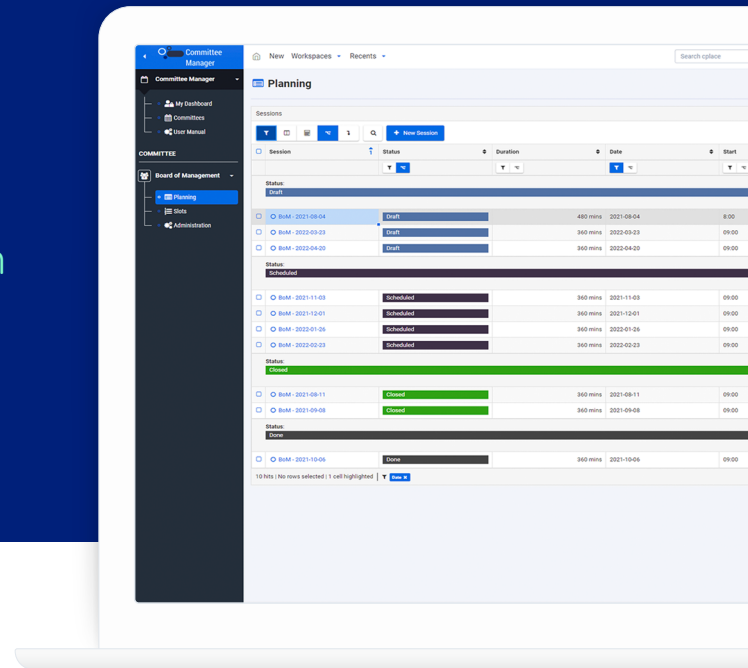 Committee
Manager
New Workspaces Recents
Search cplace
Committee Manager
My Dashboard
Committees
User Manual
COMMITTEE
Board of Management
Planning
Slots
Administration
Planning
Sessions
New Session
Session Status Duration Date Start
Status:
Draft
BoM - 2021-08-04 Draft 480 mins 2021-08-04 8:00
BoM - 2022-03-23 Draft 360 mins 2022-03-23 09:00
BoM - 2022-04-20 Draft 360 mins 2022-04-20 09:00
Status:
Scheduled
BoM - 2021-11-03 Scheduled 360 mins 2021-11-03 09:00
BoM - 2021-12-01 Scheduled 360 mins 2021-12-01 09:00
BoM - 2022-01-26 Scheduled 360 mins 2022-01-26 09:00
BoM - 2022-02-23 Scheduled 360 mins 2022-02-23 09:00
Status:
Closed
BoM - 2021-08-11 Closed 360 mins 2021-08-11 09:00
BoM - 2021-09-08 Closed 360 mins 2021-09-08 09:00
Status:
Done
BoM - 2021-10-06 Done 360 mins 2021-10-06 09:00
10 hits | No rows selected | 1 cell highlighted | Date